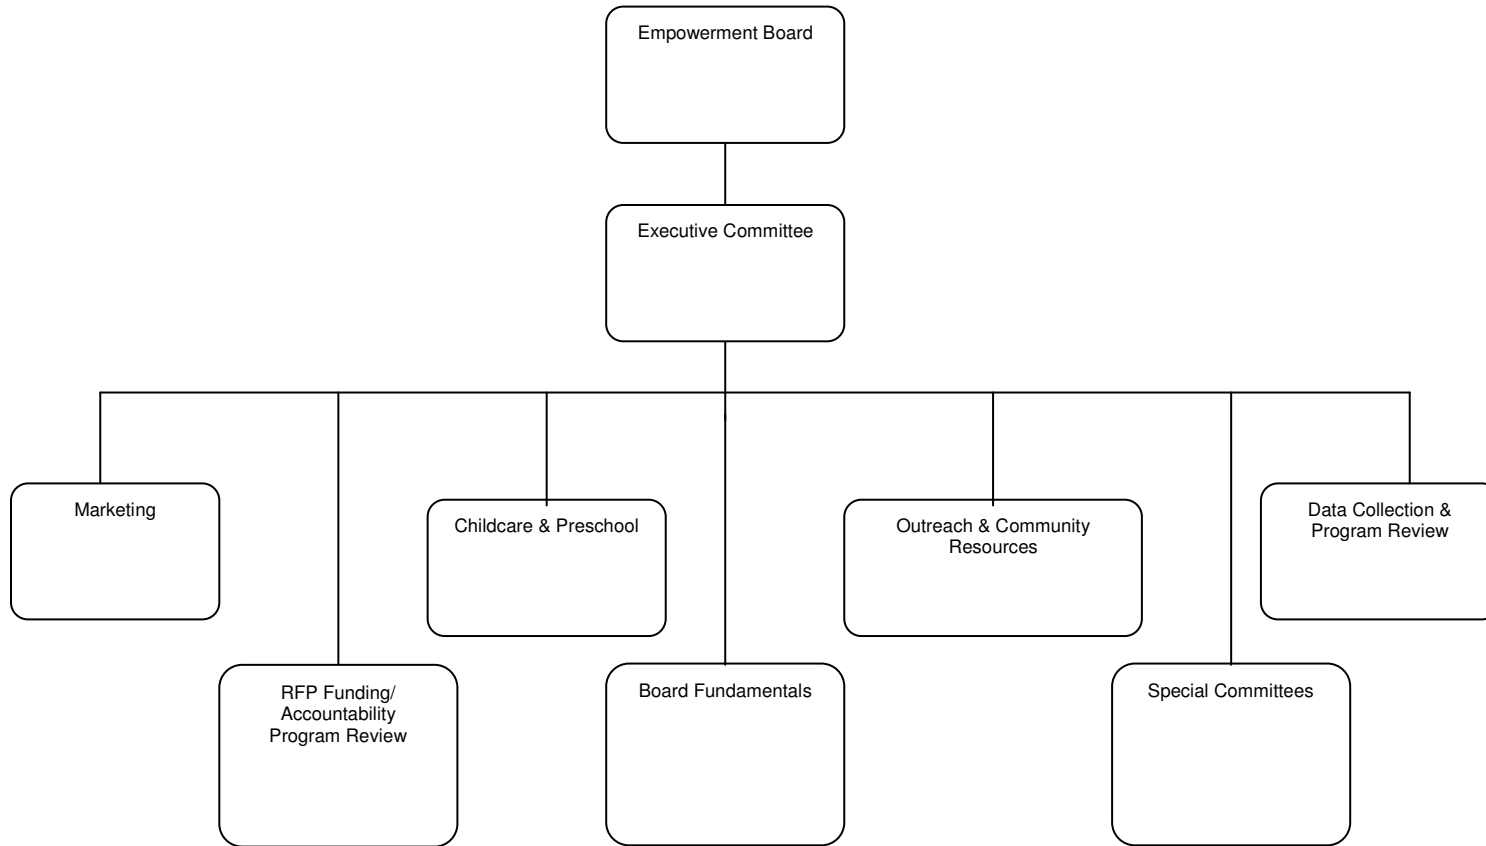 Empowerment Board
Executive Committee
Marketing
Childcare & Preschool
Outreach & Community
Resources
Data Collection &
Program Review
RFP Funding/
Accountability
Program Review
Board Fundamentals
Special Committees